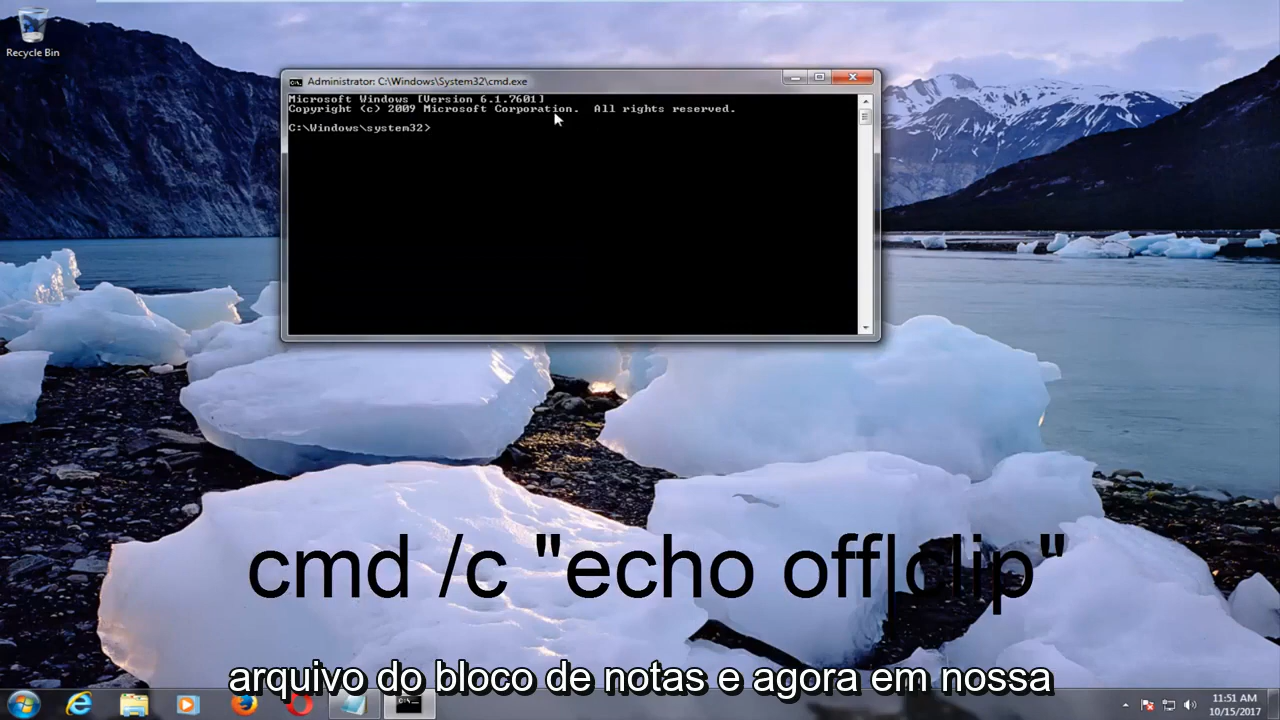 Recycle Bin
Administrator: C:\Windows\System32\cmd.exe
Microsoft Windows [Version 6.1.7601]
Copyright (c) 2009 Microsoft Corporation.  All rights reserved.
C:\Windows\system32>
cmd /c "echo off|clip"
arquivo do bloco de notas e agora em nossa
11:51 AM
10/15/2017